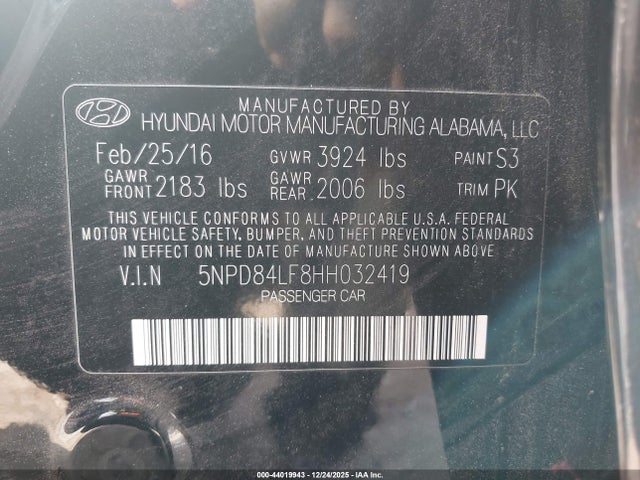 MANUFACTURED BY
HYUNDAI MOTOR MANUFACTURING ALABAMA, LLC
Feb/25/16 GVWR 3924 lbs PAINT S3
GAWR FRONT 2183 lbs GAWR REAR 2006 lbs TRIM PK
THIS VEHICLE CONFORMS TO ALL APPLICABLE U.S.A. FEDERAL
MOTOR VEHICLE SAFETY, BUMPER, AND THEFT PREVENTION STANDARDS
IN EFFECT ON THE DATE OF MANUFACTURE SHOWN ABOVE.
V.I.N 5NPD84LF8HH032419
PASSENGER CAR
000-44019943 - 12/24/2025 - IAA Inc.